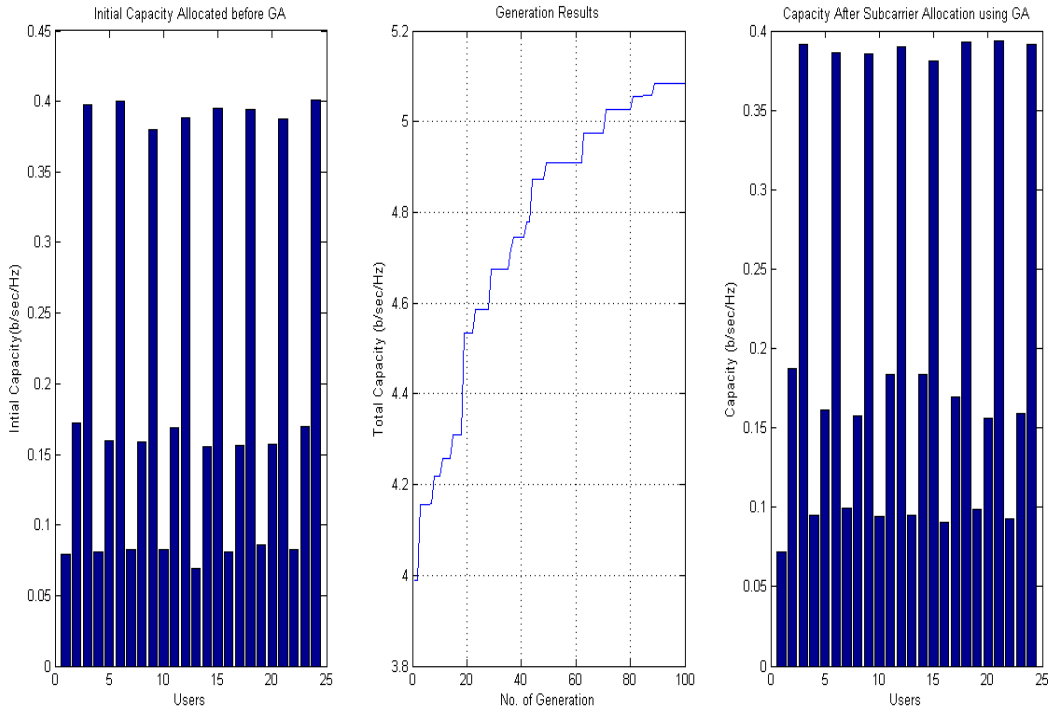 Initial Capacity Allocated before GA
0.45
0.4
0.35
0.3
0.25
0.2
0.15
0.1
0.05
0
0 5 10 15 20 25
Users
Intial Capacity(b/sec/Hz)
Generation Results
5.2
5
4.8
4.6
4.4
4.2
4
3.8
0 20 40 60 80 100
No. of Generation
Total Capacity (b/sec/Hz)
Capacity After Subcarrier Allocation using GA
0.4
0.35
0.3
0.25
0.2
0.15
0.1
0.05
0
0 5 10 15 20 25
Users
Capacity (b/sec/Hz)